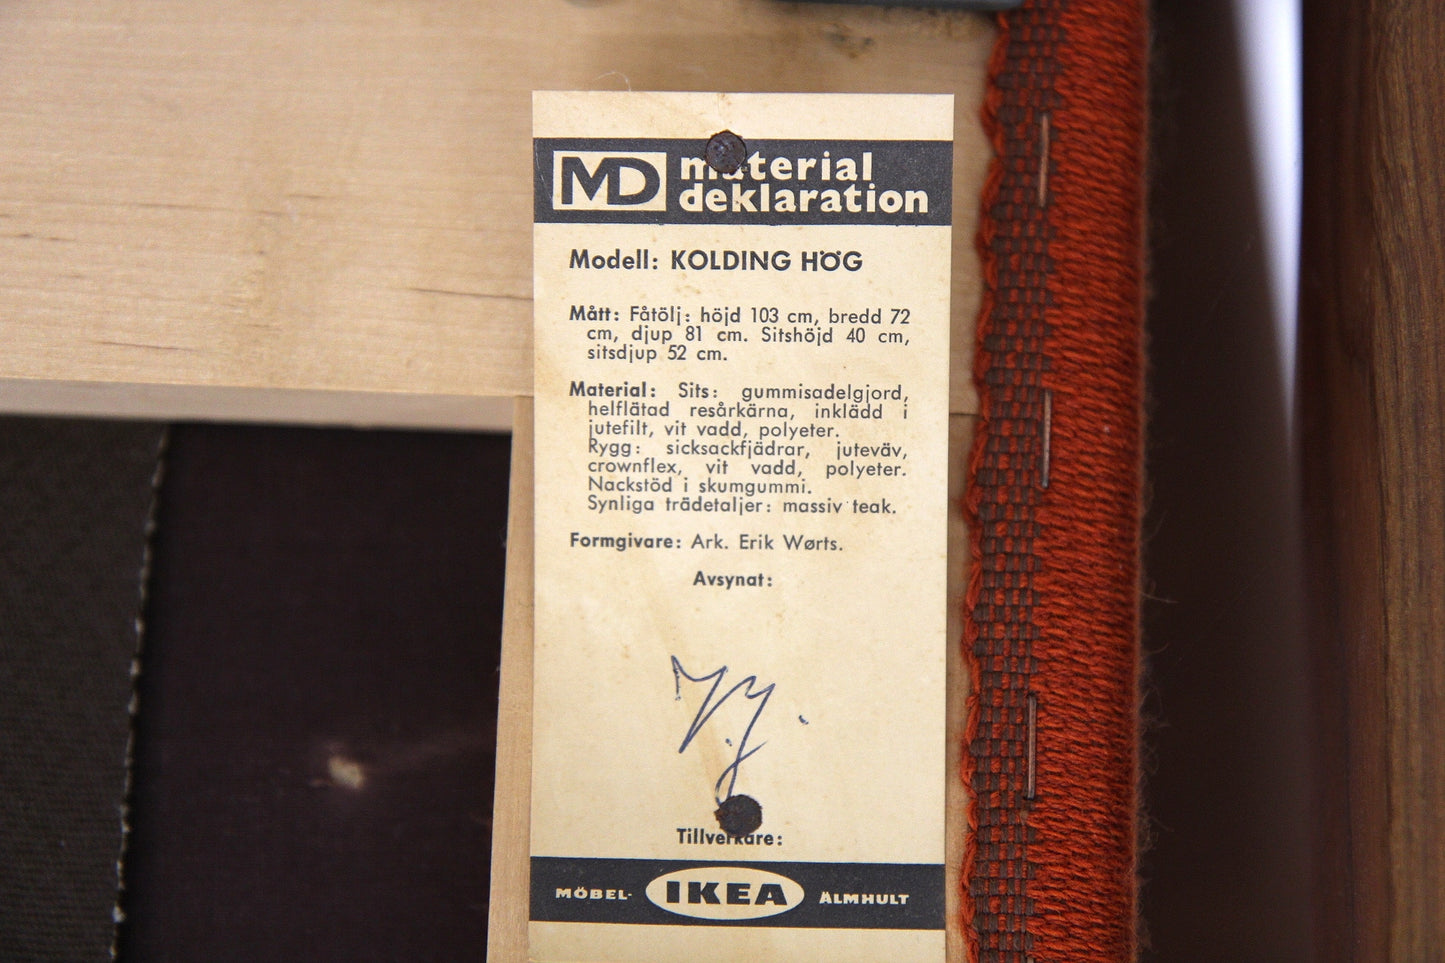 MD material
deklaration
Modell: KOLDING HÖG
Mått: Fåtölj: höjd 103 cm, bredd 72
cm, djup 81 cm. Sitshöjd 40 cm,
sitsdjup 52 cm.
Material: Sits: gummisadelgjord,
helflätad resårkärna, inklädd i
jutefilt, vit vadd, polyeter.
Rygg: sicksackfjädrar, juteväv,
crownflex, vit vadd, polyeter.
Nackstöd i skumgummi.
Synliga trädetaljer: massiv teak.
Formgivare: Ark. Erik Wørts.
Avsynat:
Tillverkare:
MÖBEL- IKEA ÄLMHULT